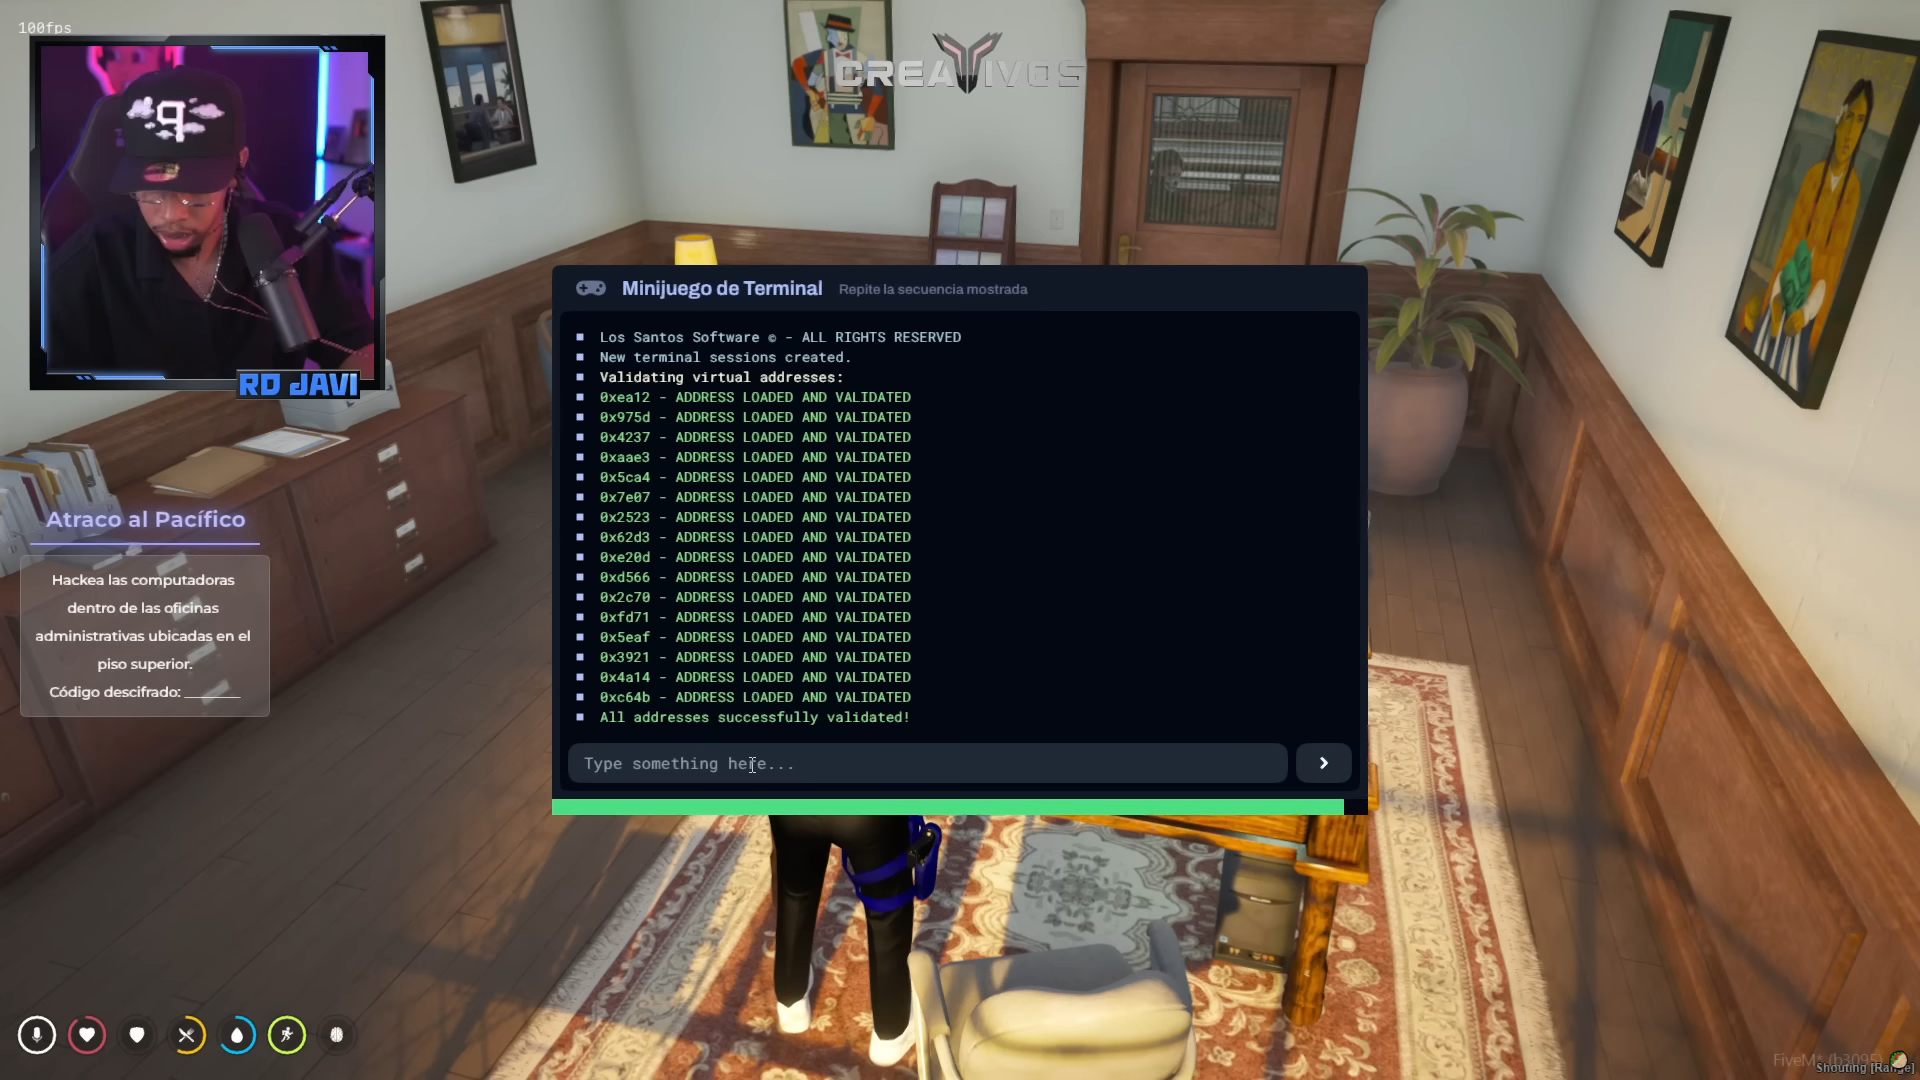 100fps
CREATIVOS
RD JAVI
Minijuego de Terminal Repite la secuencia mostrada
Los Santos Software © - ALL RIGHTS RESERVED
New terminal sessions created.
Validating virtual addresses:
0xea12 - ADDRESS LOADED AND VALIDATED
0x975d - ADDRESS LOADED AND VALIDATED
0x4237 - ADDRESS LOADED AND VALIDATED
0xaae3 - ADDRESS LOADED AND VALIDATED
0x5ca4 - ADDRESS LOADED AND VALIDATED
0x7e07 - ADDRESS LOADED AND VALIDATED
0x2523 - ADDRESS LOADED AND VALIDATED
0x62d3 - ADDRESS LOADED AND VALIDATED
0xe20d - ADDRESS LOADED AND VALIDATED
0xd566 - ADDRESS LOADED AND VALIDATED
0x2c70 - ADDRESS LOADED AND VALIDATED
0xfd71 - ADDRESS LOADED AND VALIDATED
0x5eaf - ADDRESS LOADED AND VALIDATED
0x3921 - ADDRESS LOADED AND VALIDATED
0x4a14 - ADDRESS LOADED AND VALIDATED
0xc64b - ADDRESS LOADED AND VALIDATED
All addresses successfully validated!
Type something here...
Atraco al Pacífico
Hackea las computadoras
dentro de las oficinas
administrativas ubicadas en el
piso superior.
Código descifrado: _______
FiveM* (b3095)
Shouting [Range]